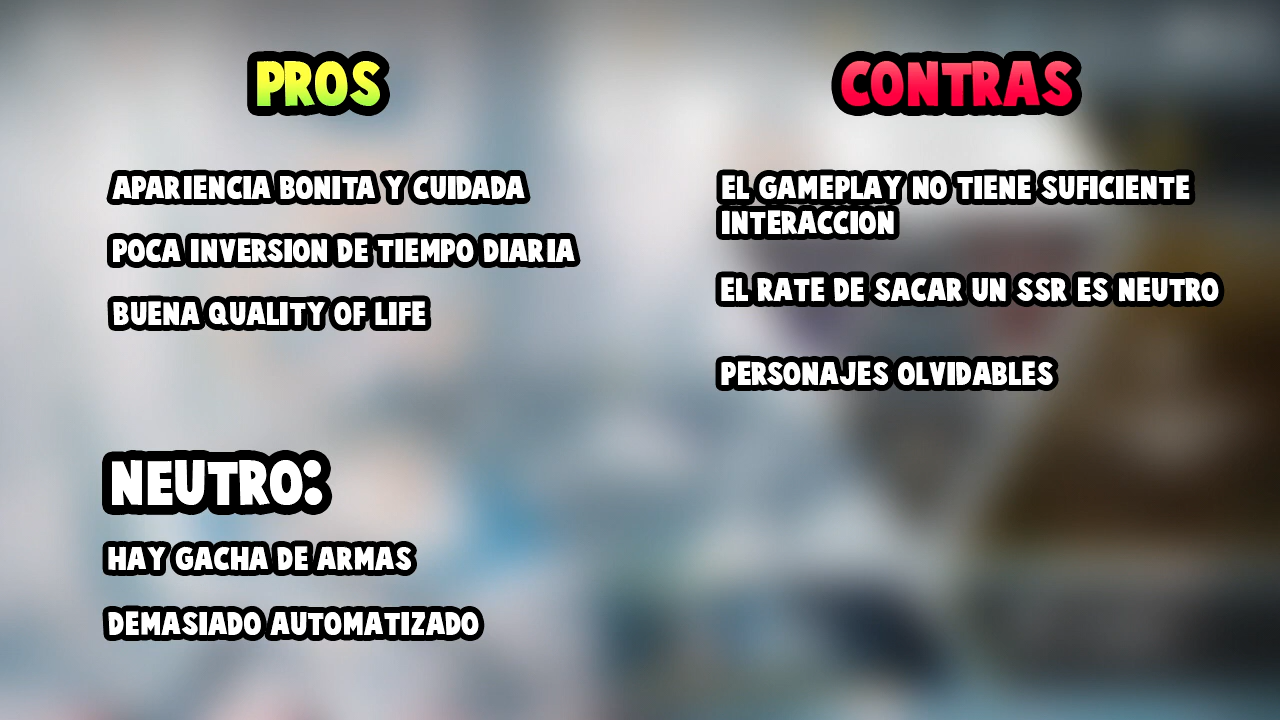 PROS
APARIENCIA BONITA Y CUIDADA
POCA INVERSION DE TIEMPO DIARIA
BUENA QUALITY OF LIFE
CONTRAS
EL GAMEPLAY NO TIENE SUFICIENTE
INTERACCION
EL RATE DE SACAR UN SSR ES NEUTRO
PERSONAJES OLVIDABLES
NEUTRO:
HAY GACHA DE ARMAS
DEMASIADO AUTOMATIZADO